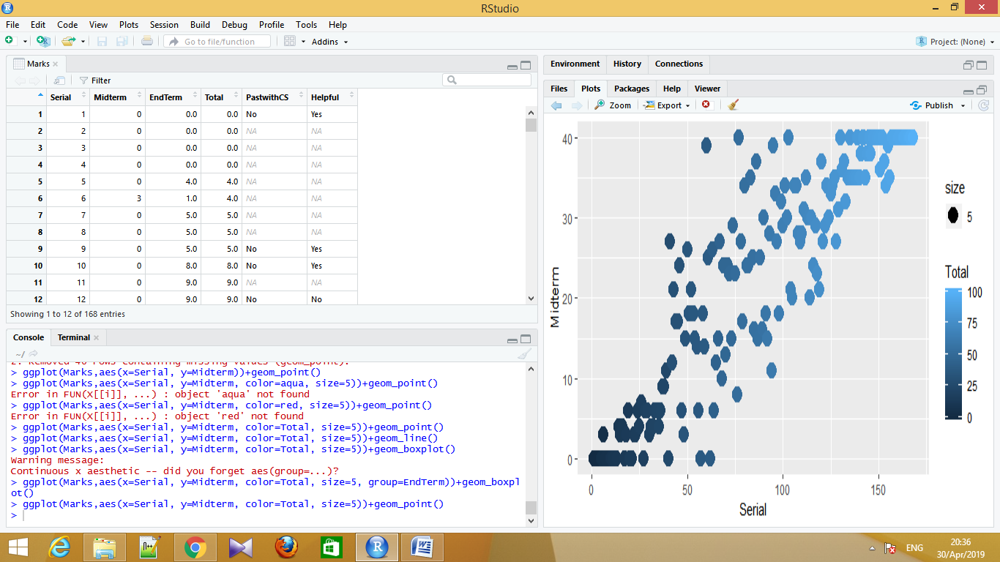 RStudio
File Edit Code View Plots Session Build Debug Profile Tools Help
Go to file/function Addins Project: (None)
Marks
Filter
Serial Midterm EndTerm Total PastwithCS Helpful
1 1 0 0.0 0.0 No Yes
2 2 0 0.0 0.0 NA NA
3 3 0 0.0 0.0 NA NA
4 4 0 0.0 0.0 NA NA
5 5 0 4.0 4.0 NA NA
6 6 3 1.0 4.0 NA NA
7 7 0 5.0 5.0 NA NA
8 8 0 5.0 5.0 NA NA
9 9 0 5.0 5.0 No Yes
10 10 0 8.0 8.0 No Yes
11 11 0 9.0 9.0 NA NA
12 12 0 9.0 9.0 No No
Showing 1 to 12 of 168 entries
Console Terminal
~/
2: Removed 40 rows containing missing values (geom_point).
> ggplot(Marks,aes(x=Serial, y=Midterm))+geom_point()
> ggplot(Marks,aes(x=Serial, y=Midterm, color=aqua, size=5))+geom_point()
Error in FUN(X[[i]], ...) : object 'aqua' not found
> ggplot(Marks,aes(x=Serial, y=Midterm, color=red, size=5))+geom_point()
Error in FUN(X[[i]], ...) : object 'red' not found
> ggplot(Marks,aes(x=Serial, y=Midterm, color=Total, size=5))+geom_point()
> ggplot(Marks,aes(x=Serial, y=Midterm, color=Total, size=5))+geom_line()
> ggplot(Marks,aes(x=Serial, y=Midterm, color=Total, size=5))+geom_boxplot()
Warning message:
Continuous x aesthetic -- did you forget aes(group=...)?
> ggplot(Marks,aes(x=Serial, y=Midterm, color=Total, size=5, group=EndTerm))+geom_boxpl
ot()
> ggplot(Marks,aes(x=Serial, y=Midterm, color=Total, size=5))+geom_point()
>
Environment History Connections
Files Plots Packages Help Viewer
Zoom Export Publish
40
30
20
10
0
Midterm
0 50 100 150
Serial
size
5
Total
100
75
50
25
0
ENG
20:36
30/Apr/2019